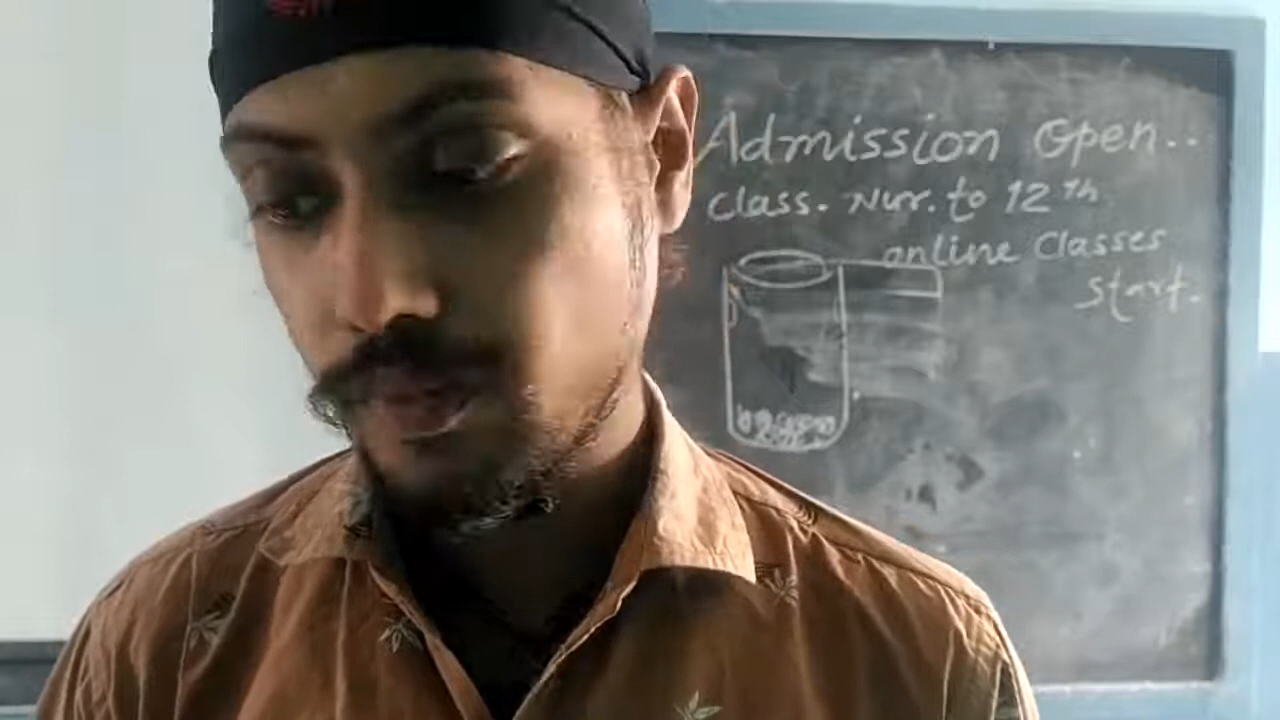 Admission Open..
Class. Nur. to 12th
online Classes
Start.